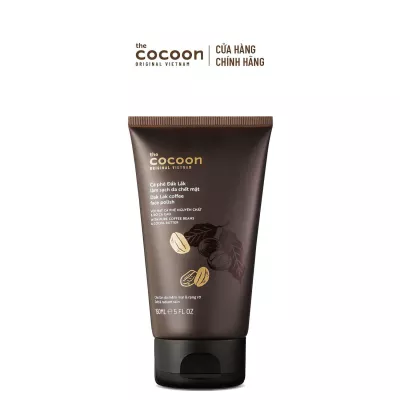 the
cocoon
ORIGINAL VIETNAM
CỬA HÀNG
CHÍNH HÃNG
the
cocoon
ORIGINAL VIETNAM
Cà phê Đắk Lắk
làm sạch da chết mặt
Dak Lak coffee
face polish
150ML e 5 FL OZ